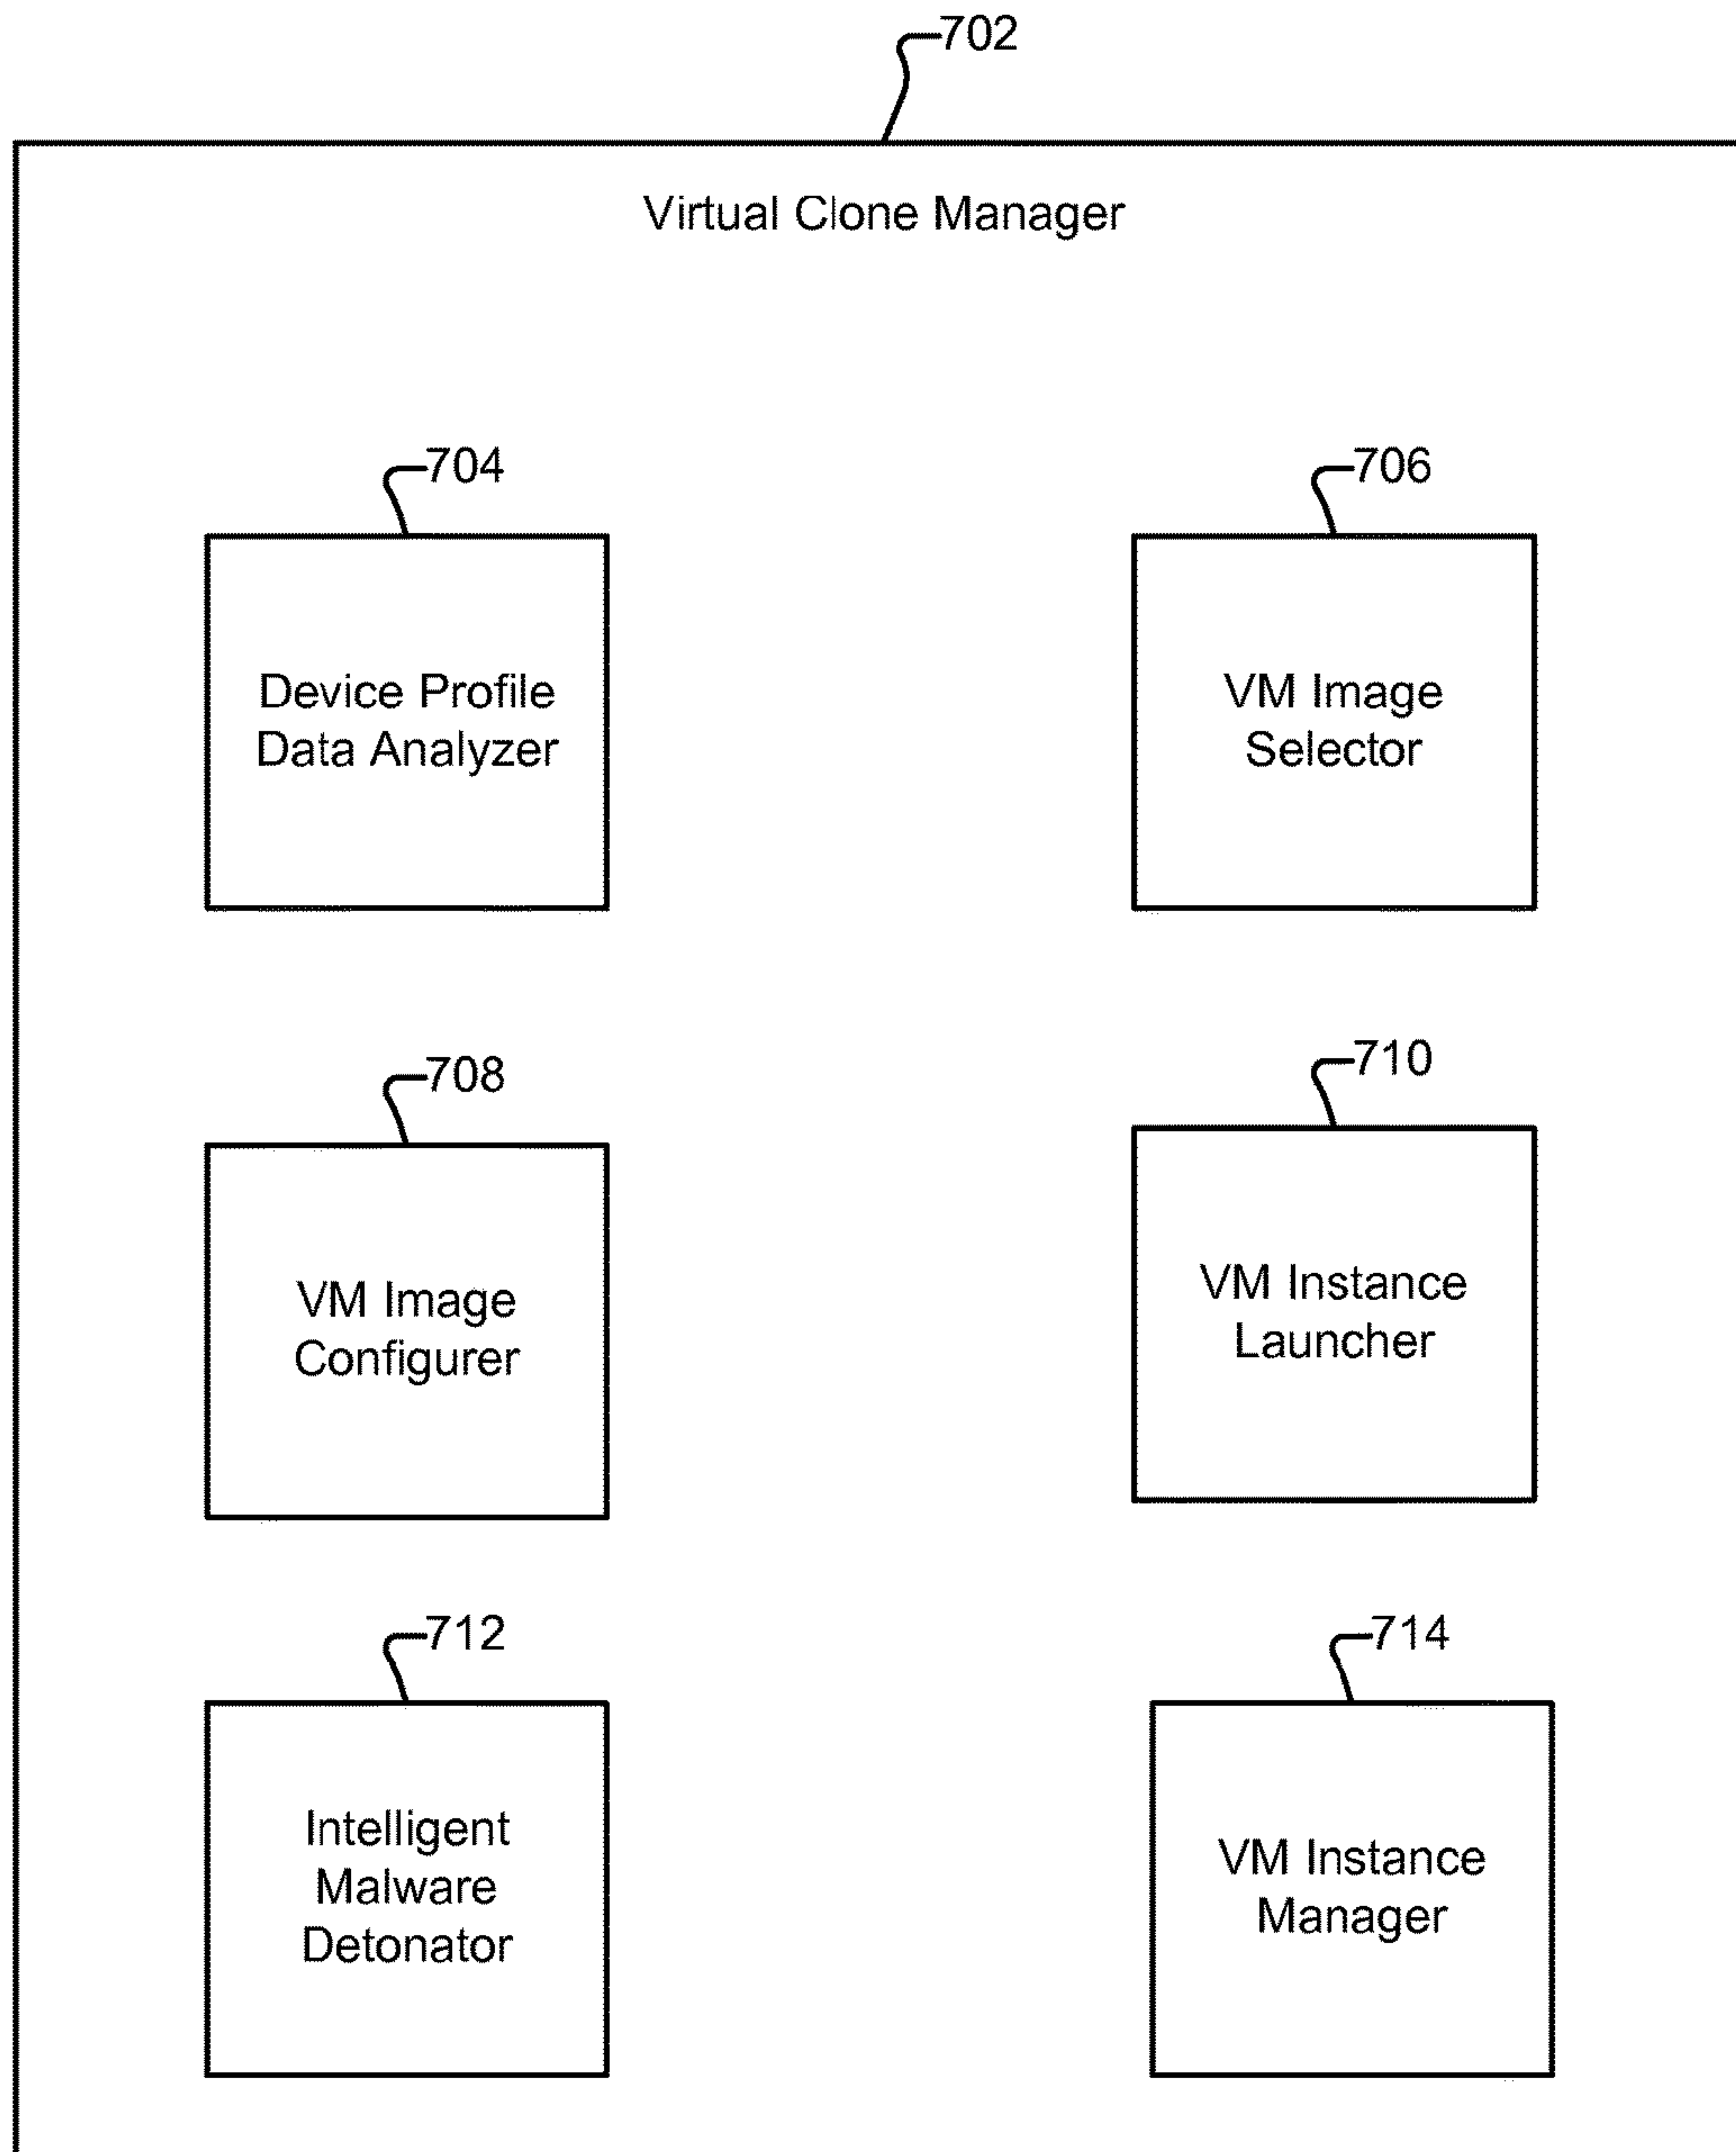 702
Virtual Clone Manager
704
706
Device Profile
Data Analyzer
VM Image
Selector
708
710
VM Image
Configurer
VM Instance
Launcher
712
714
Intelligent
Malware
Detonator
VM Instance
Manager